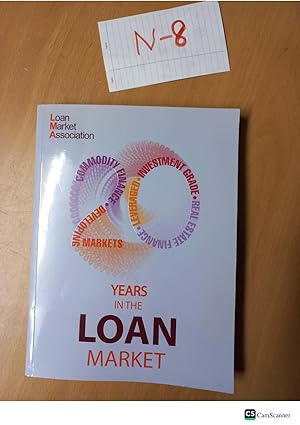 N-8
Loan
Market
Association
COMMODITY FINANCE • DEVELOPING MARKETS
LEVERAGED • INVESTMENT GRADE • REAL ESTATE FINANCE •
YEARS
IN THE
LOAN
MARKET
CS CamScanner